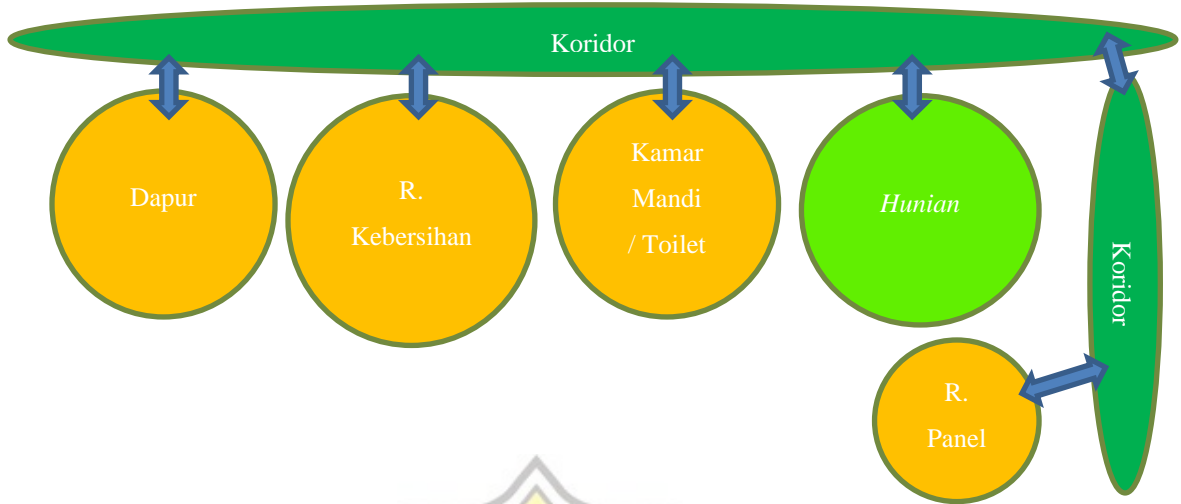 Koridor
Dapur
R.
Kebersihan
Kamar
Mandi
/ Toilet
Hunian
Koridor
R.
Panel